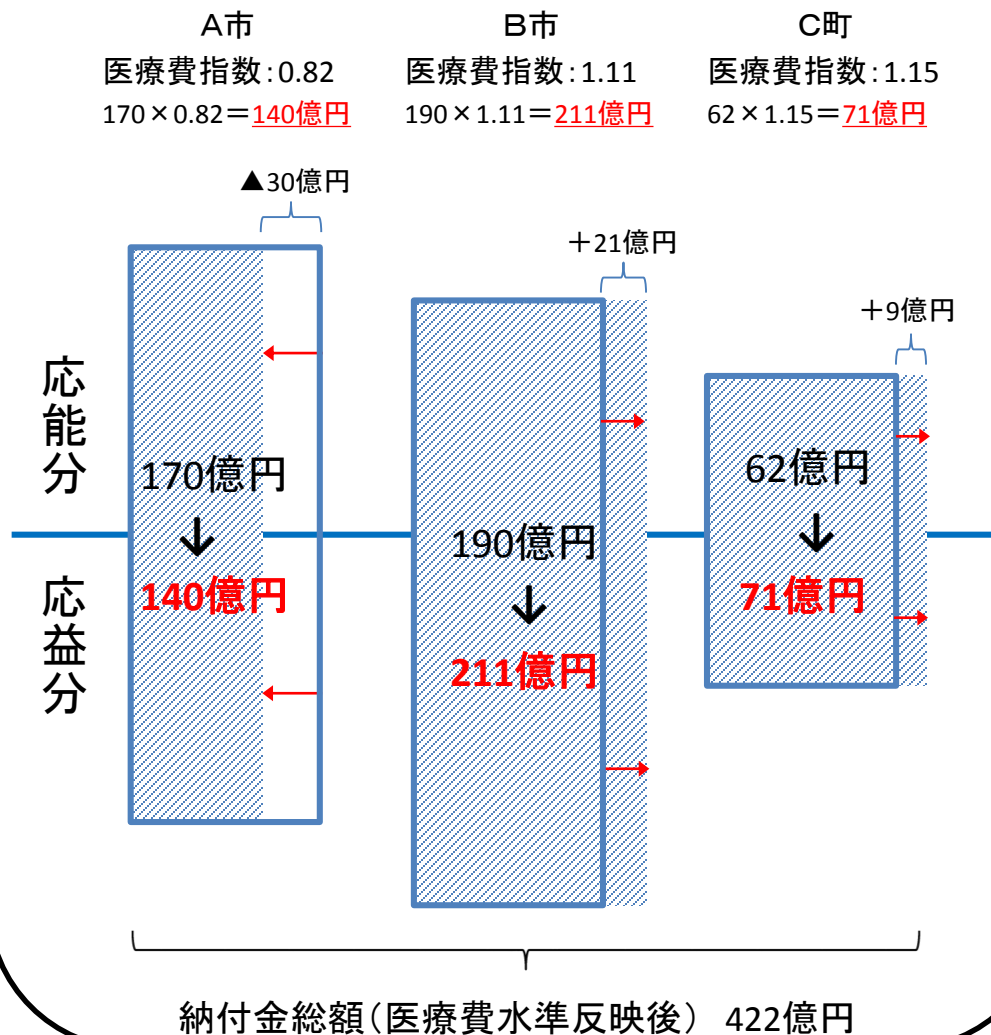 A市
医療費指数：0.82
170×0.82＝140億円
B市
医療費指数：1.11
190×1.11＝211億円
C町
医療費指数：1.15
62×1.15＝71億円
▲30億円
＋21億円
＋9億円
応能分
応益分
170億円
↓
140億円
190億円
↓
211億円
62億円
↓
71億円
納付金総額（医療費水準反映後） 422億円